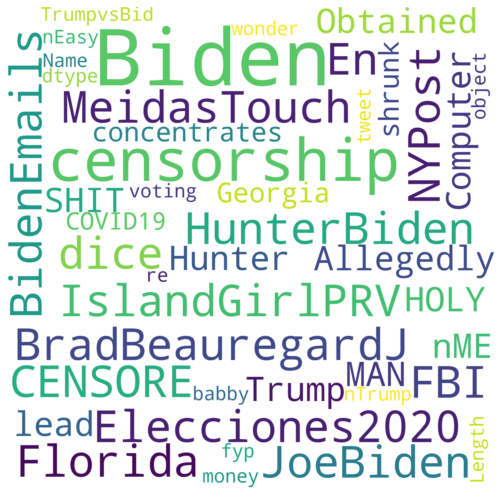 TrumpvsBid
wonder
Obtained
nEasy
Biden
En
Name
dtype
MeidasTouch
shrunk
NYPost
Computer
object
tweet
BidenEmails
concentrates
censorship
SHIT
voting
Georgia
COVID19
HunterBiden
dice
Hunter
Allegedly
re
IslandGirlPRV
HOLY
BradBeauregardJ
nME
CENSORE
Trump
MAN
FBI
babby
nTrump
lead
Elecciones2020
Length
Florida
fyp
money
JoeBiden